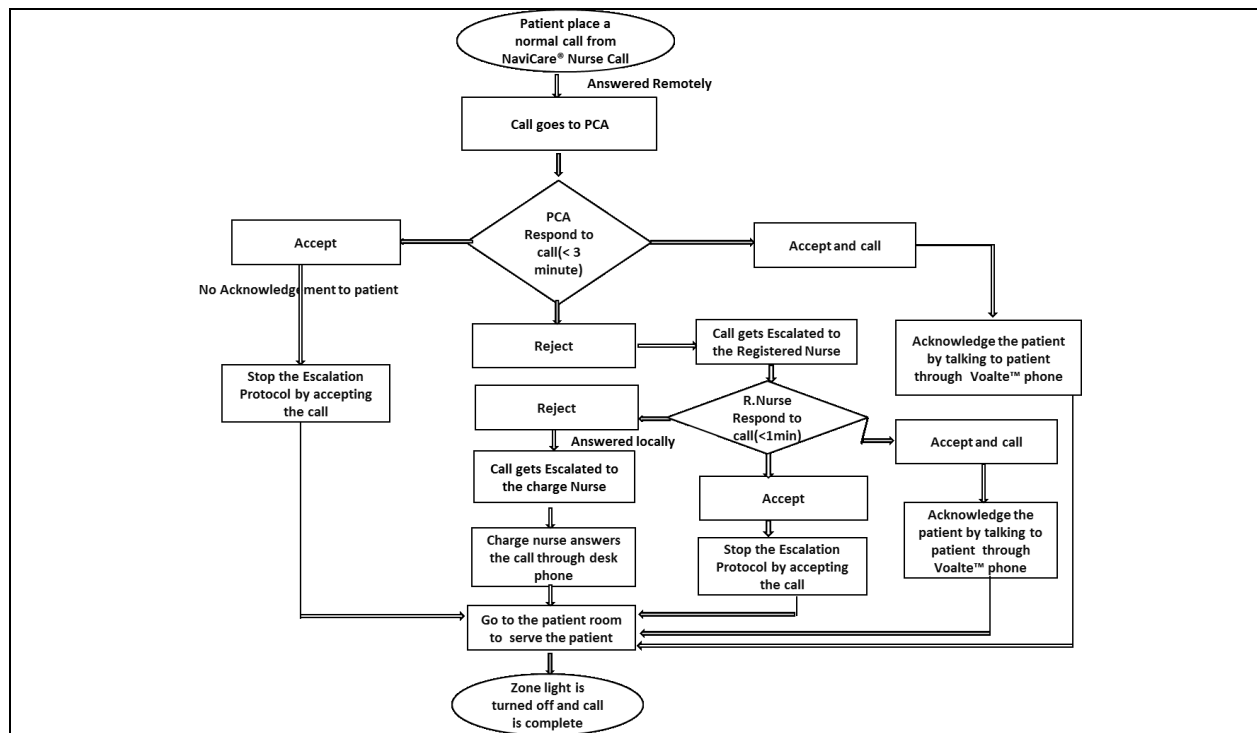 Patient place a
normal call from
NaviCare® Nurse Call
Answered Remotely
Call goes to PCA
PCA
Respond to
call(< 3
minute)
Accept
Accept and call
No Acknowledgement to patient
Reject
Call gets Escalated to
the Registered Nurse
Acknowledge the patient
by talking to patient
through Voalte™ phone
Stop the Escalation
Protocol by accepting
the call
Reject
R.Nurse
Respond to
call(<1min)
Accept and call
Answered locally
Call gets Escalated to
the charge Nurse
Accept
Acknowledge the
patient by talking to
patient through
Voalte™ phone
Charge nurse answers
the call through desk
phone
Stop the Escalation
Protocol by accepting
the call
Go to the patient room
to serve the patient
Zone light is
turned off and call
is complete